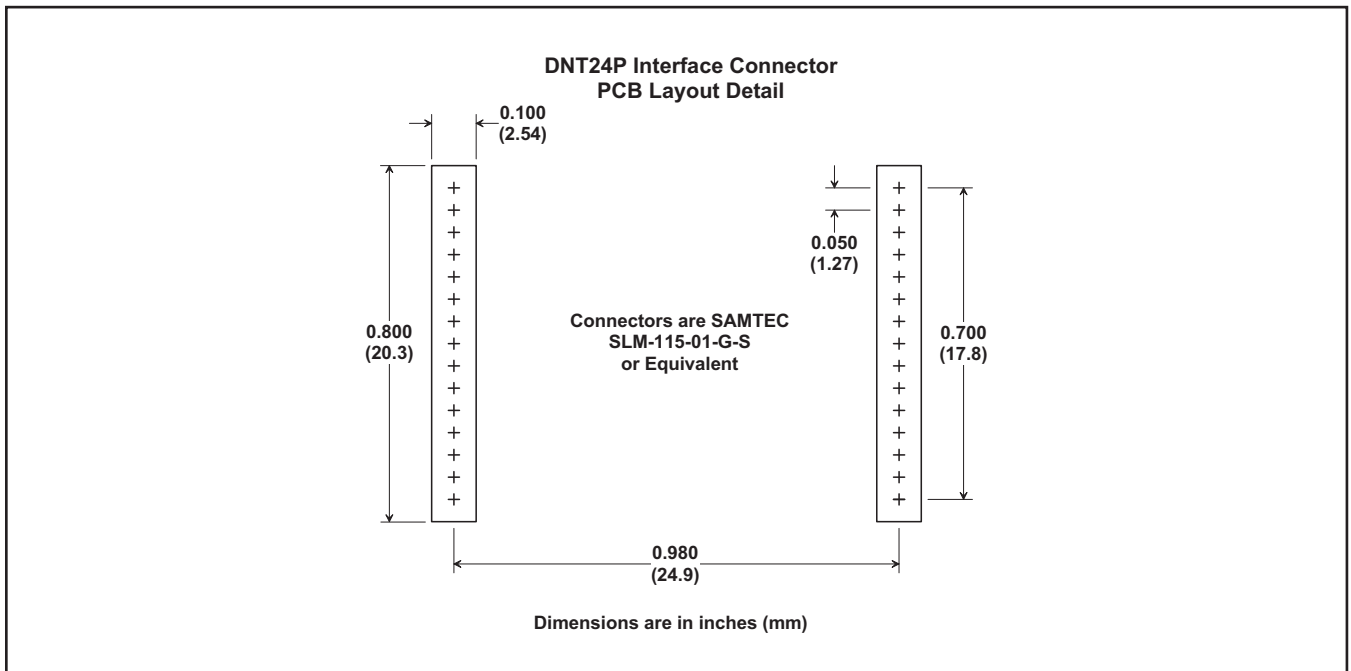 DNT24P Interface Connector
PCB Layout Detail
0.100
(2.54)
0.050
(1.27)
0.800
(20.3)
Connectors are SAMTEC
SLM-115-01-G-S
or Equivalent
0.700
(17.8)
0.980
(24.9)
Dimensions are in inches (mm)